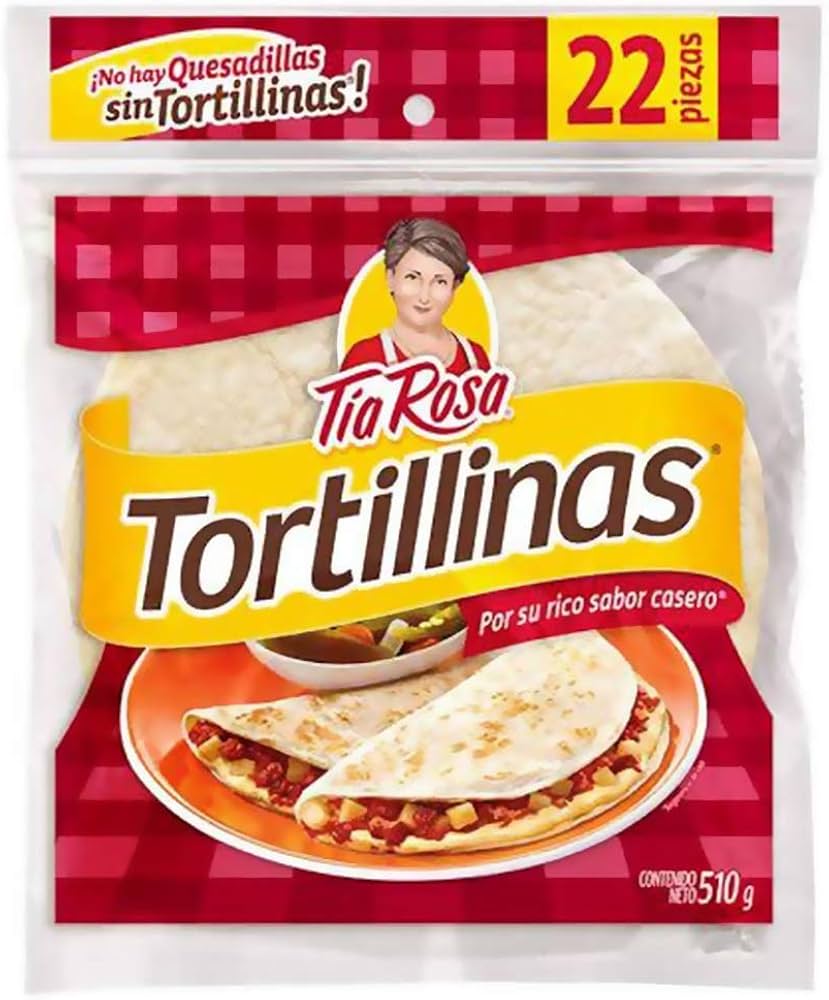 ¡No hay Quesadillas
sin Tortillinas®!
22
piezas
Tía Rosa®
Tortillinas®
Por su rico sabor casero®
CONTENIDO
NETO 510 g